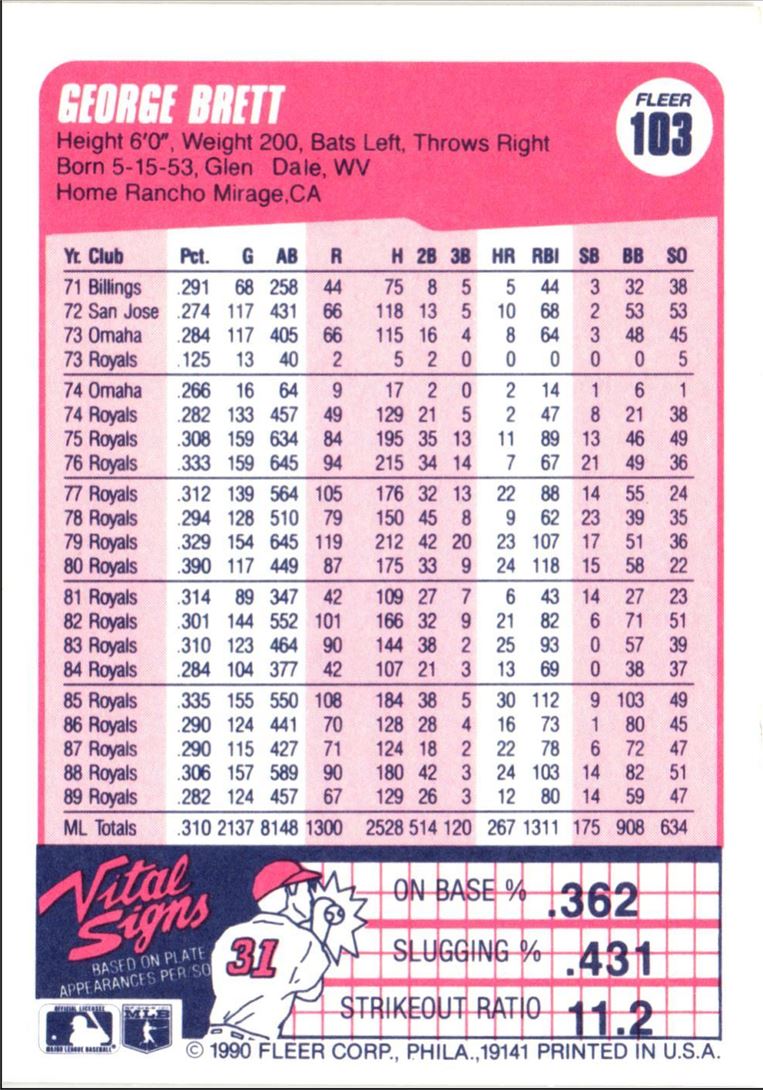 GEORGE BRETT
FLEER
103
Height 6'0", Weight 200, Bats Left, Throws Right
Born 5-15-53, Glen Dale, WV
Home Rancho Mirage,CA
Yr. Club Pct. G AB R H 2B 3B HR RBI SB BB SO
71 Billings .291 68 258 44 75 8 5 5 44 3 32 38
72 San Jose .274 117 431 66 118 13 5 10 68 2 53 53
73 Omaha .284 117 405 66 115 16 4 8 64 3 48 45
73 Royals .125 13 40 2 5 2 0 0 0 0 0 5
74 Omaha .266 16 64 9 17 2 0 2 14 1 6 1
74 Royals .282 133 457 49 129 21 5 2 47 8 21 38
75 Royals .308 159 634 84 195 35 13 11 89 13 46 49
76 Royals .333 159 645 94 215 34 14 7 67 21 49 36
77 Royals .312 139 564 105 176 32 13 22 88 14 55 24
78 Royals .294 128 510 79 150 45 8 9 62 23 39 35
79 Royals .329 154 645 119 212 42 20 23 107 17 51 36
80 Royals .390 117 449 87 175 33 9 24 118 15 58 22
81 Royals .314 89 347 42 109 27 7 6 43 14 27 23
82 Royals .301 144 552 101 166 32 9 21 82 6 71 51
83 Royals .310 123 464 90 144 38 2 25 93 0 57 39
84 Royals .284 104 377 42 107 21 3 13 69 0 38 37
85 Royals .335 155 550 108 184 38 5 30 112 9 103 49
86 Royals .290 124 441 70 128 28 4 16 73 1 80 45
87 Royals .290 115 427 71 124 18 2 22 78 6 72 47
88 Royals .306 157 589 90 180 42 3 24 103 14 82 51
89 Royals .282 124 457 67 129 26 3 12 80 14 59 47
ML Totals .310 2137 8148 1300 2528 514 120 267 1311 175 908 634
Vital
Signs
BASED ON PLATE
APPEARANCES PER/SO
31
ON BASE % .362
SLUGGING % .431
STRIKEOUT RATIO 11.2
OFFICIAL LICENSEE
MAJOR LEAGUE BASEBALL
MLB
© 1990 FLEER CORP., PHILA.,19141 PRINTED IN U.S.A.